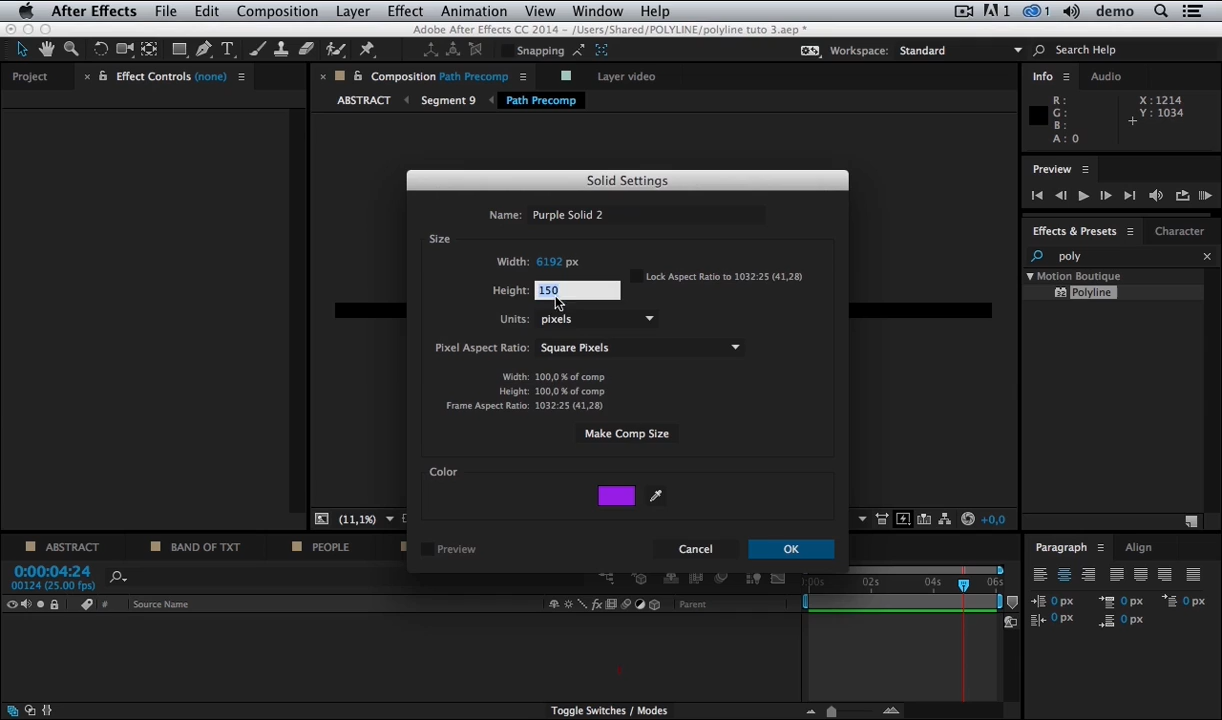 After Effects File Edit Composition Layer Effect Animation View Window Help 1 1 demo
Adobe After Effects CC 2014 - /Users/Shared/POLYLINE/polyline tuto 3.aep *
Snapping Workspace: Standard Search Help
Project × Effect Controls (none) × Composition Path Precomp Layer video Info Audio
ABSTRACT Segment 9 Path Precomp
R: X: 1214
G: Y: 1034
B:
A: 0
Preview
Solid Settings
Name: Purple Solid 2
Size
Effects & Presets Character
poly ×
Width: 6192 px
Lock Aspect Ratio to 1032:25 (41,28)
Motion Boutique
Height: 150
Polyline
Units: pixels
Pixel Aspect Ratio: Square Pixels
Width: 100,0 % of comp
Height: 100,0 % of comp
Frame Aspect Ratio: 1032:25 (41,28)
Make Comp Size
Color
(11,1%) +0,0
Preview Cancel OK
ABSTRACT BAND OF TXT PEOPLE Paragraph Align
0:00:04:24
00124 (25.00 fps)
02s 04s 06s
# Source Name fx Parent
0 px 0 px 0 px
0 px 0 px
Toggle Switches / Modes